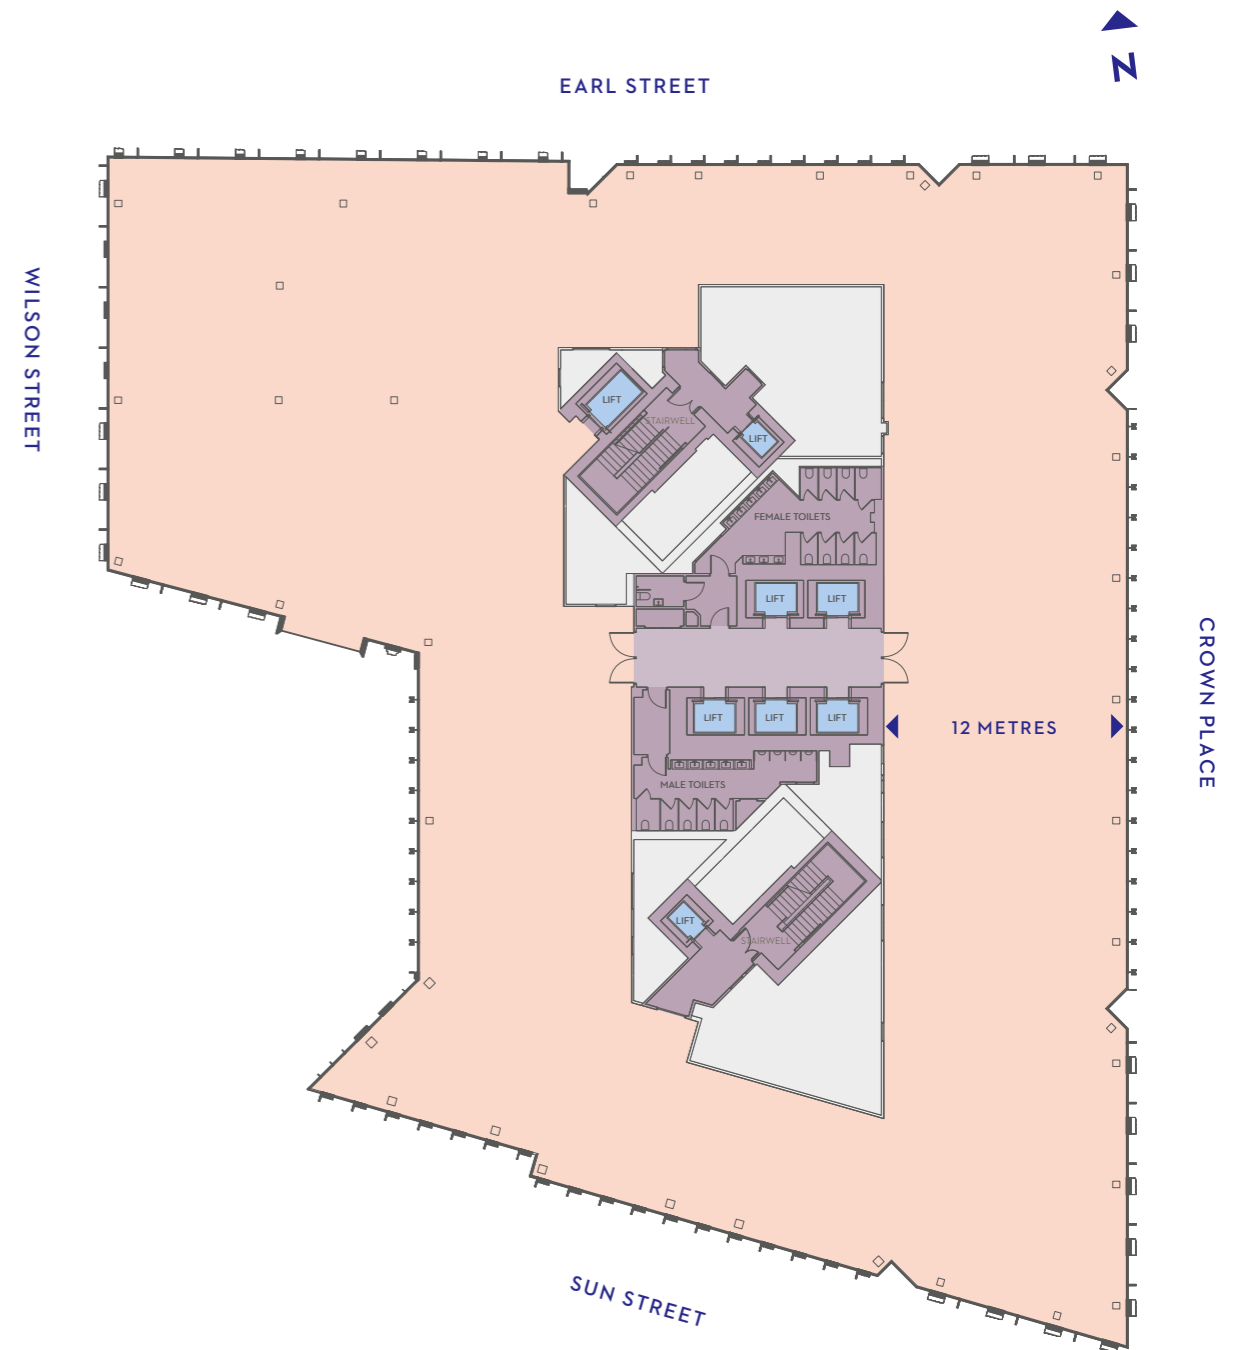 N
EARL STREET
WILSON STREET
LIFT
STAIRWELL
LIFT
FEMALE TOILETS
LIFT
LIFT
CROWN PLACE
LIFT
LIFT
LIFT
12 METRES
MALE TOILETS
LIFT
STAIRWELL
SUN STREET